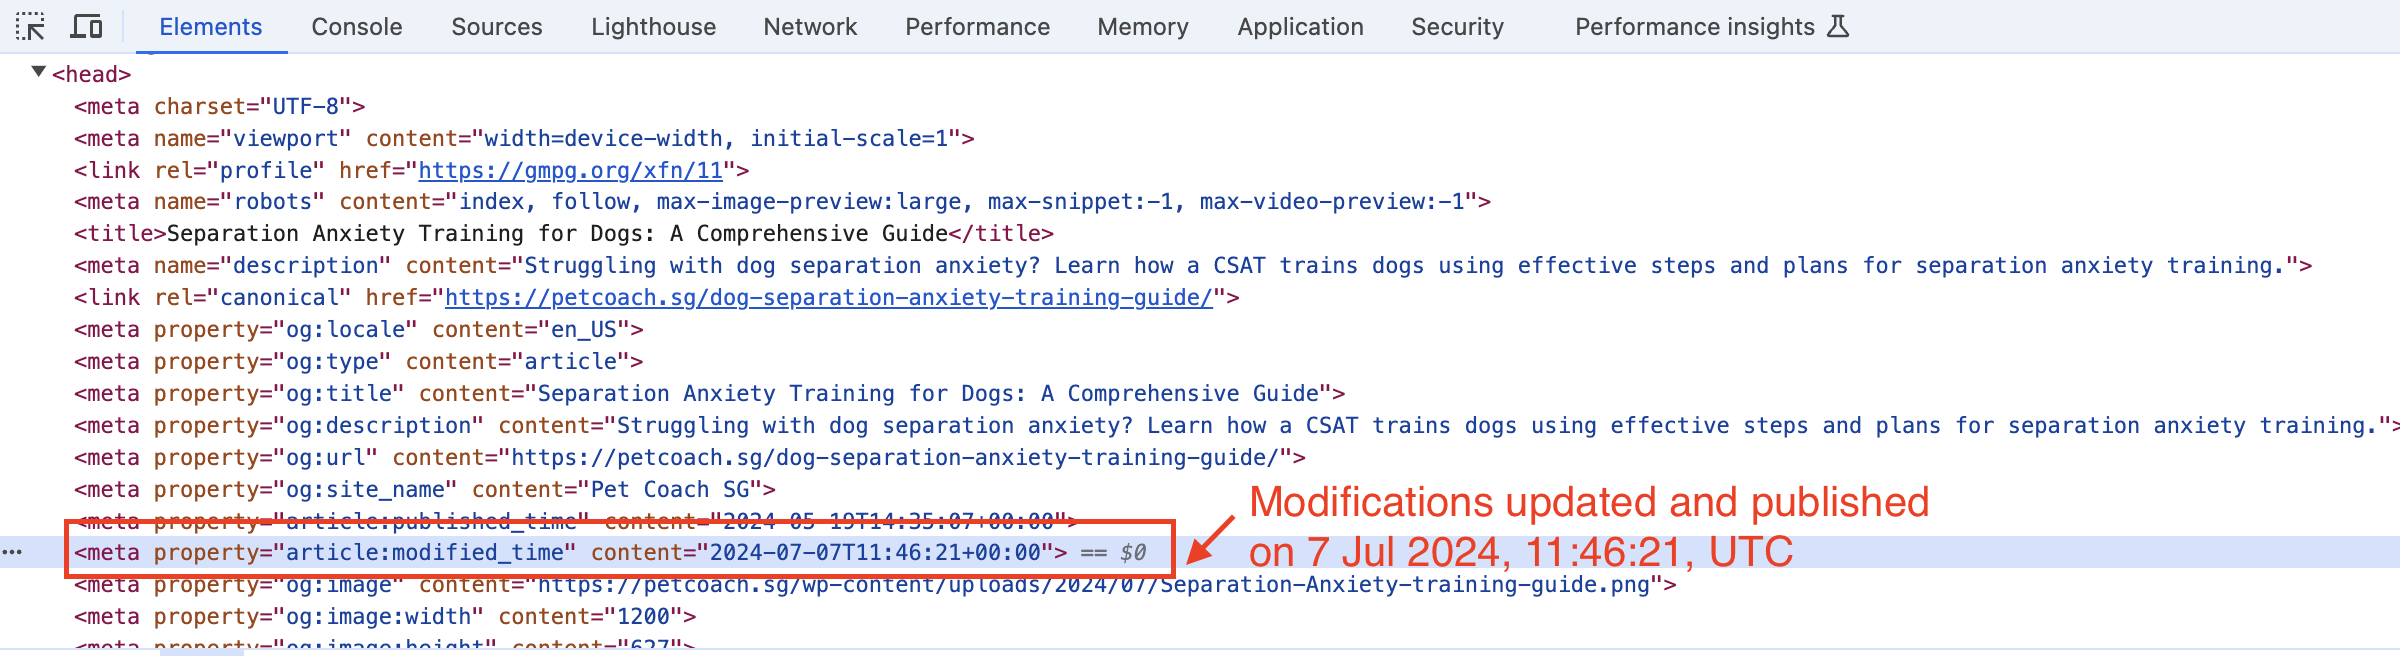 Elements Console Sources Lighthouse Network Performance Memory Application Security Performance insights
<head>
<meta charset="UTF-8">
<meta name="viewport" content="width=device-width, initial-scale=1">
<link rel="profile" href="https://gmpg.org/xfn/11">
<meta name="robots" content="index, follow, max-image-preview:large, max-snippet:-1, max-video-preview:-1">
<title>Separation Anxiety Training for Dogs: A Comprehensive Guide</title>
<meta name="description" content="Struggling with dog separation anxiety? Learn how a CSAT trains dogs using effective steps and plans for separation anxiety training.">
<link rel="canonical" href="https://petcoach.sg/dog-separation-anxiety-training-guide/">
<meta property="og:locale" content="en_US">
<meta property="og:type" content="article">
<meta property="og:title" content="Separation Anxiety Training for Dogs: A Comprehensive Guide">
<meta property="og:description" content="Struggling with dog separation anxiety? Learn how a CSAT trains dogs using effective steps and plans for separation anxiety training.">
<meta property="og:url" content="https://petcoach.sg/dog-separation-anxiety-training-guide/">
<meta property="og:site_name" content="Pet Coach SG">
<meta property="article:published_time" content="2024-05-19T14:35:07+00:00">
<meta property="article:modified_time" content="2024-07-07T11:46:21+00:00"> == $0
Modifications updated and published
on 7 Jul 2024, 11:46:21, UTC
<meta property="og:image" content="https://petcoach.sg/wp-content/uploads/2024/07/Separation-Anxiety-training-guide.png">
<meta property="og:image:width" content="1200">
<meta property="og:image:height" content="627">